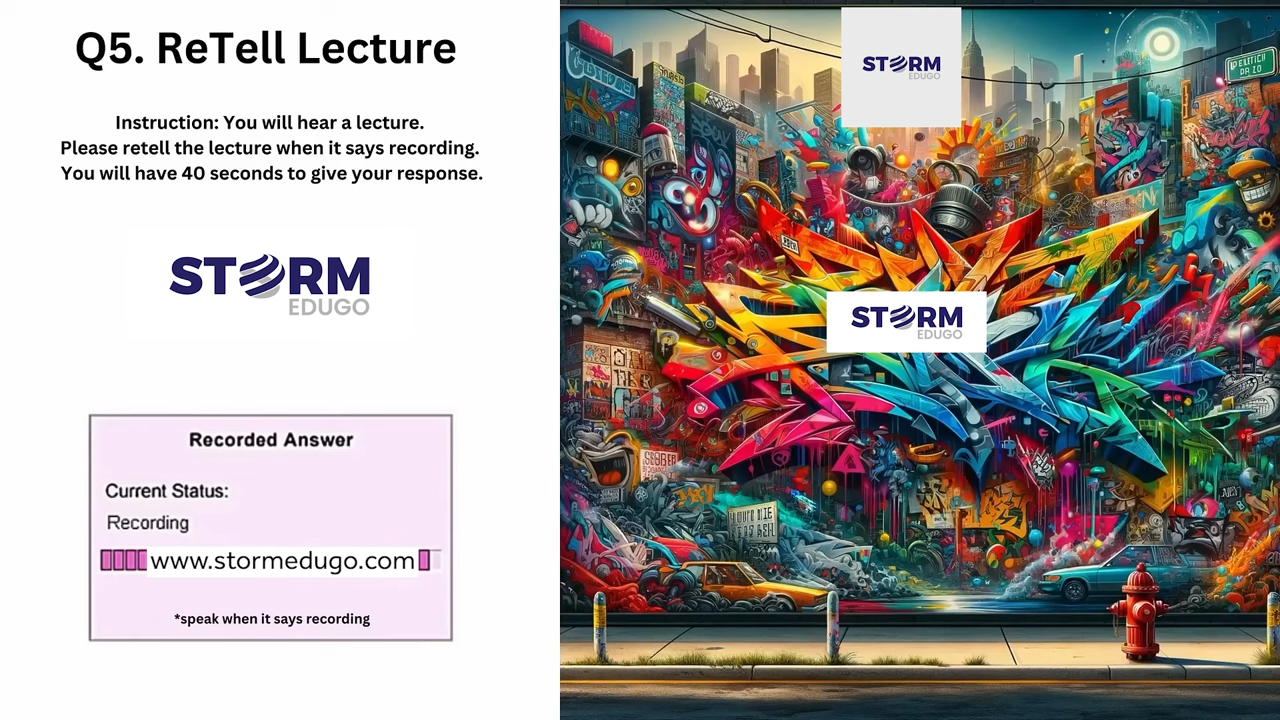 Q5. ReTell Lecture
Instruction: You will hear a lecture.
Please retell the lecture when it says recording.
You will have 40 seconds to give your response.
STORM
EDUGO
Recorded Answer
Current Status:
Recording
www.stormedugo.com
*speak when it says recording
STORM
EDUGO
STORM
EDUGO